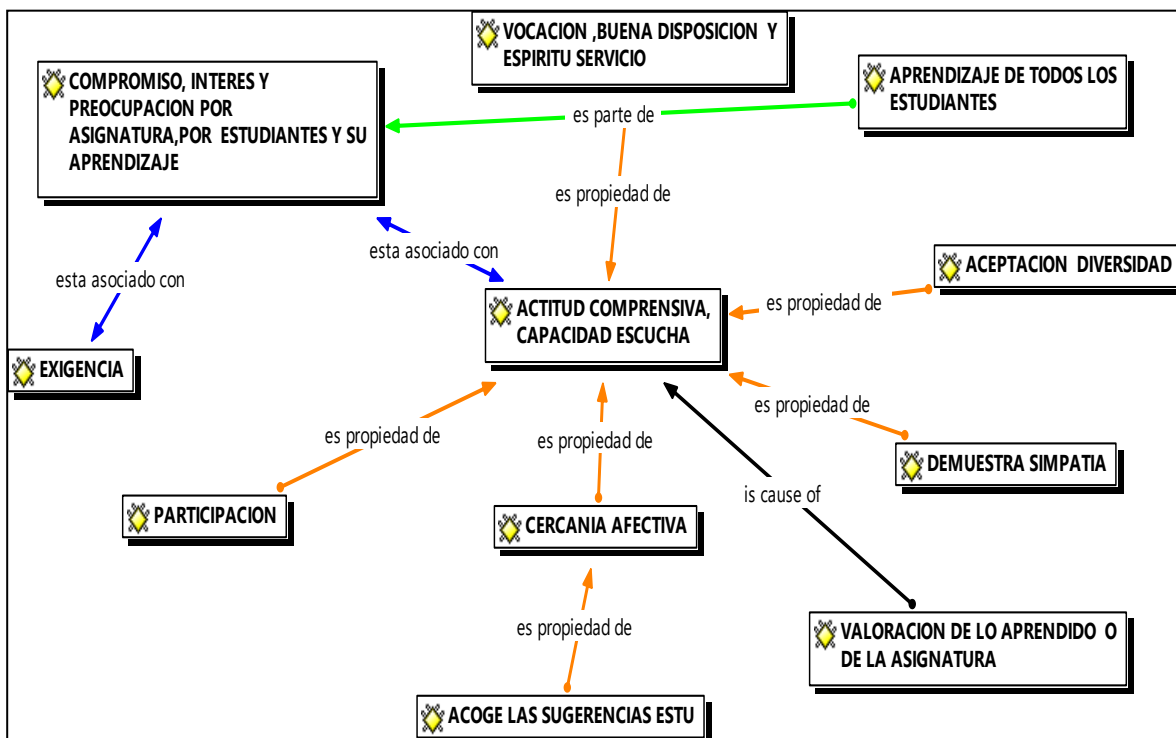 VOCACION ,BUENA DISPOSICION Y
ESPIRITU SERVICIO
COMPROMISO, INTERES Y
PREOCUPACION POR
ASIGNATURA,POR ESTUDIANTES Y SU
APRENDIZAJE
APRENDIZAJE DE TODOS LOS
ESTUDIANTES
es parte de
es propiedad de
esta asociado con
esta asociado con
ACEPTACION DIVERSIDAD
es propiedad de
ACTITUD COMPRENSIVA,
CAPACIDAD ESCUCHA
EXIGENCIA
es propiedad de
es propiedad de
es propiedad de
DEMUESTRA SIMPATIA
is cause of
PARTICIPACION
CERCANIA AFECTIVA
es propiedad de
VALORACION DE LO APRENDIDO O
DE LA ASIGNATURA
ACOGE LAS SUGERENCIAS ESTU